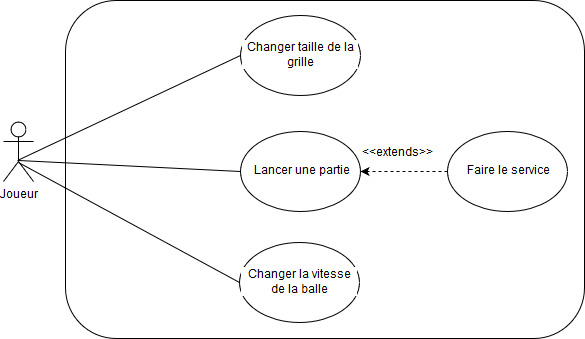 Changer taille de la
grille
<<extends>>
Lancer une partie
Faire le service
Joueur
Changer la vitesse
de la balle